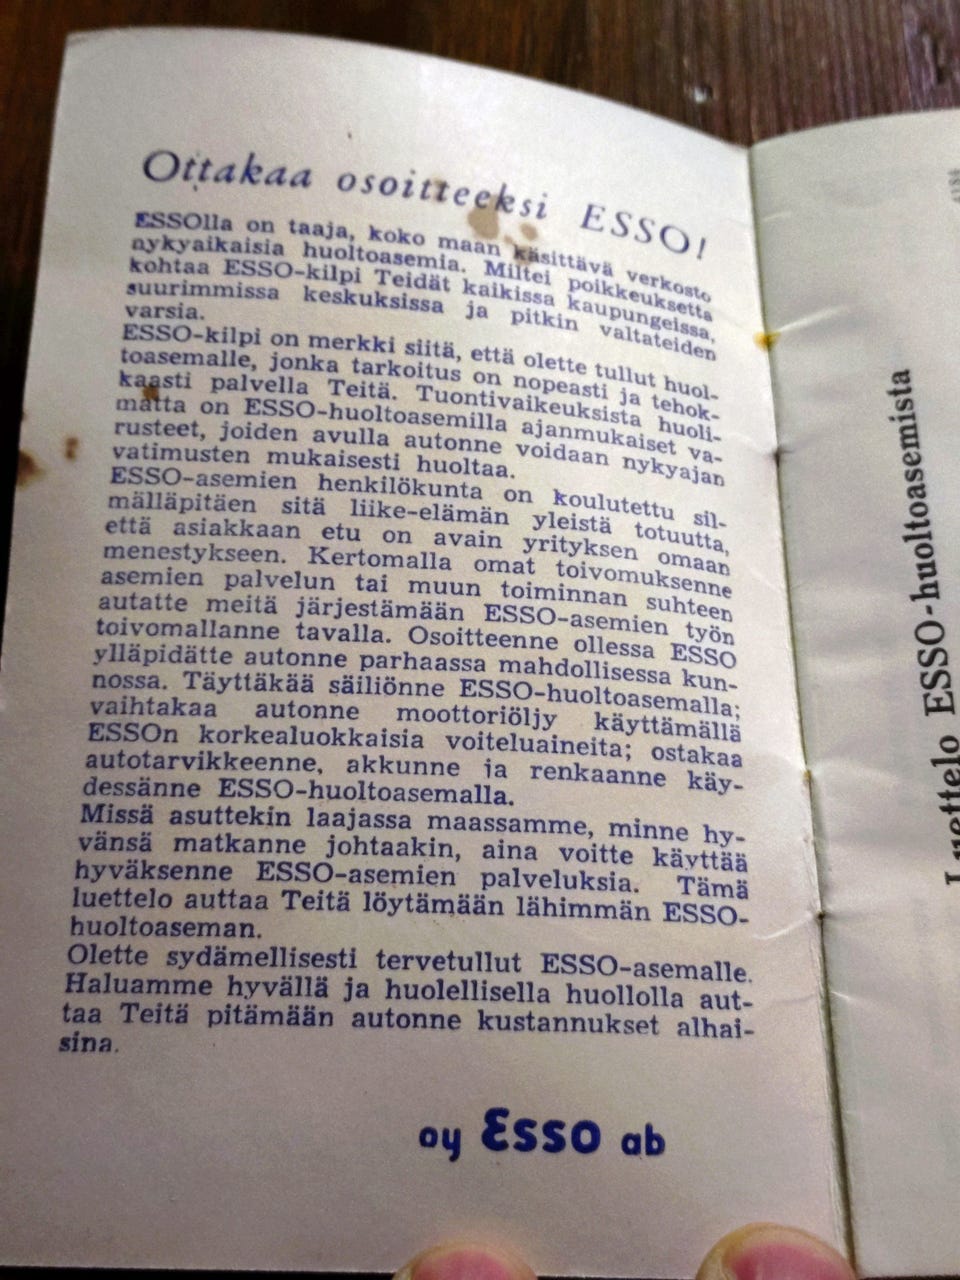 Ottakaa osoitteeksi ESSO!
ESSOlla on taaja, koko maan käsittävä verkosto
nykyaikaisia huoltoasemia. Miltei poikkeuksetta
kohtaa ESSO-kilpi Teidät kaikissa kaupungeissa,
suurimmissa keskuksissa ja pitkin valtateiden
varsia.
ESSO-kilpi on merkki siitä, että olette tullut huol-
toasemalle, jonka tarkoitus on nopeasti ja tehok-
kaasti palvella Teitä. Tuontivaikeuksista huoli-
matta on ESSO-huoltoasemilla ajanmukaiset va-
rusteet, joiden avulla autonne voidaan nykyajan
vatimusten mukaisesti huoltaa.
ESSO-asemien henkilökunta on koulutettu sil-
mälläpitäen sitä liike-elämän yleistä totuutta,
että asiakkaan etu on avain yrityksen omaan
menestykseen. Kertomalla omat toivomuksenne
asemien palvelun tai muun toiminnan suhteen
autatte meitä järjestämään ESSO-asemien työn
toivomallanne tavalla. Osoitteenne ollessa ESSO
ylläpidätte autonne parhaassa mahdollisessa kun-
nossa. Täyttäkää säiliönne ESSO-huoltoasemalla;
vaihtakaa autonne moottoriöljy käyttämällä
ESSOn korkealuokkaisia voiteluaineita; ostakaa
autotarvikkeenne, akkunne ja renkaanne käy-
dessänne ESSO-huoltoasemalla.
Missä asuttekin laajassa maassamme, minne hy-
vänsä matkanne johtaakin, aina voitte käyttää
hyväksenne ESSO-asemien palveluksia. Tämä
luettelo auttaa Teitä löytämään lähimmän ESSO-
huoltoaseman.
Olette sydämellisesti tervetullut ESSO-asemalle.
Haluamme hyvällä ja huolellisella huollolla aut-
taa Teitä pitämään autonne kustannukset alhai-
sina.
oy Esso ab
Luettelo ESSO-huoltoasemista